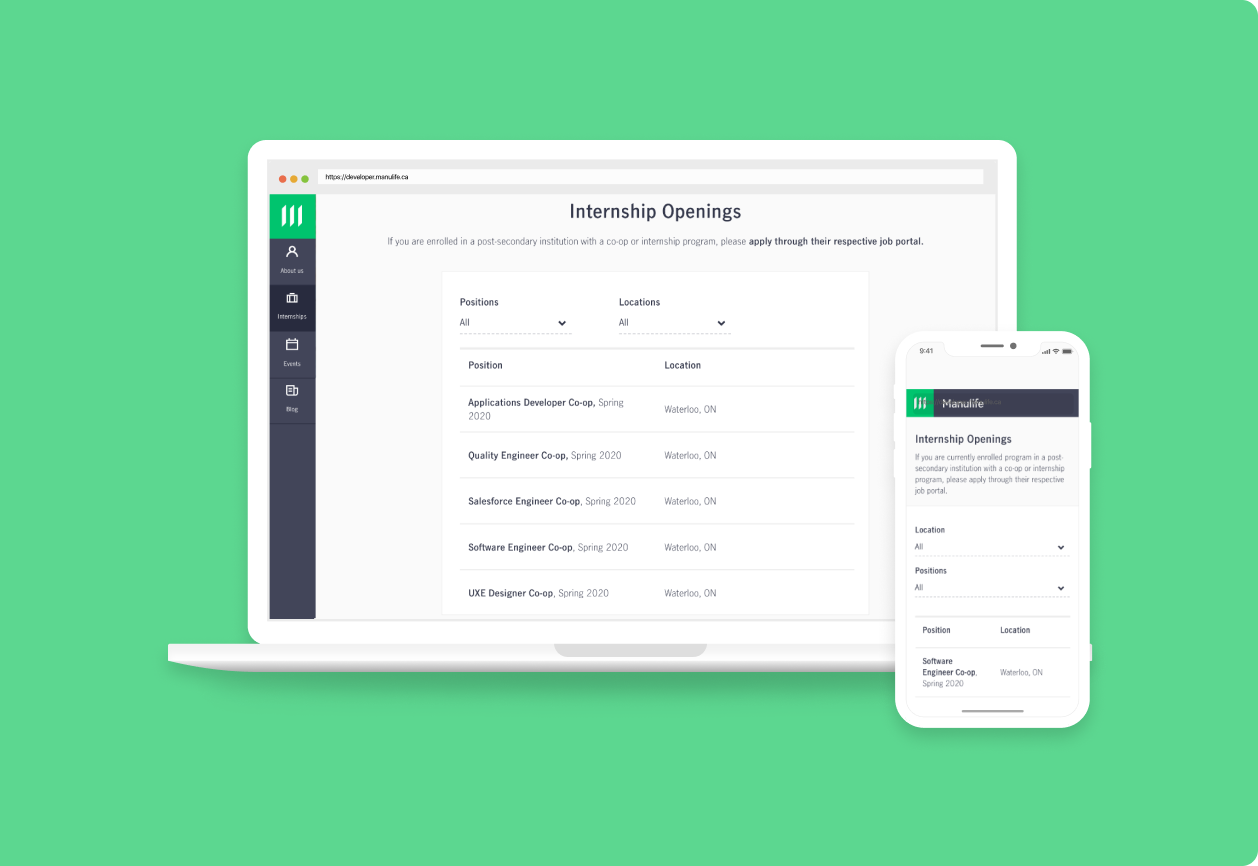 https://developer.manulife.ca
Internship Openings
If you are enrolled in a post-secondary institution with a co-op or internship program, please apply through their respective job portal.
About us
Internships
Events
Blog
Positions
Locations
All
All
Position
Location
Applications Developer Co-op, Spring
2020
Waterloo, ON
Quality Engineer Co-op, Spring 2020
Waterloo, ON
Salesforce Engineer Co-op, Spring 2020
Waterloo, ON
Software Engineer Co-op, Spring 2020
Waterloo, ON
UXE Designer Co-op, Spring 2020
Waterloo, ON
9:41
Manulife
Internship Openings
If you are currently enrolled program in a post-
secondary institution with a co-op or internship
program, please apply through their respective
job portal.
Location
All
Positions
All
Position
Location
Software
Engineer Co-op,
Spring 2020
Waterloo, ON